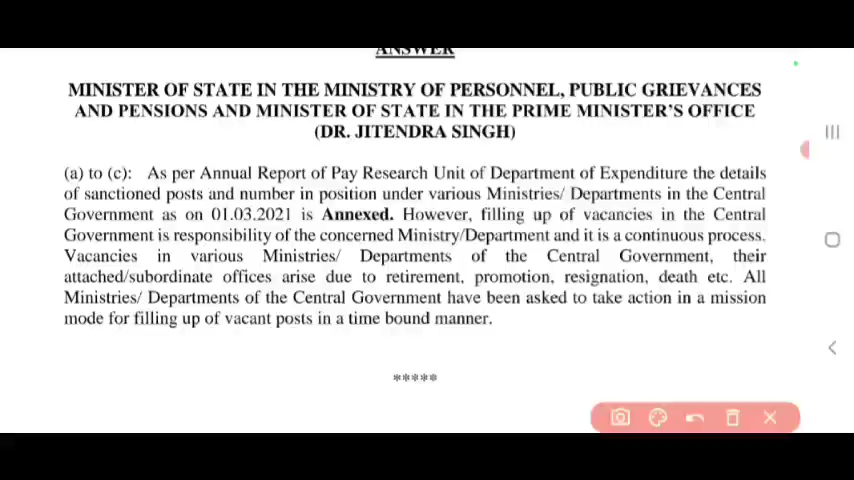 ANSWER
MINISTER OF STATE IN THE MINISTRY OF PERSONNEL, PUBLIC GRIEVANCES
AND PENSIONS AND MINISTER OF STATE IN THE PRIME MINISTER'S OFFICE
(DR. JITENDRA SINGH)
(a) to (c): As per Annual Report of Pay Research Unit of Department of Expenditure the details
of sanctioned posts and number in position under various Ministries/ Departments in the Central
Government as on 01.03.2021 is Annexed. However, filling up of vacancies in the Central
Government is responsibility of the concerned Ministry/Department and it is a continuous process.
Vacancies in various Ministries/ Departments of the Central Government, their
attached/subordinate offices arise due to retirement, promotion, resignation, death etc. All
Ministries/ Departments of the Central Government have been asked to take action in a mission
mode for filling up of vacant posts in a time bound manner.
*****